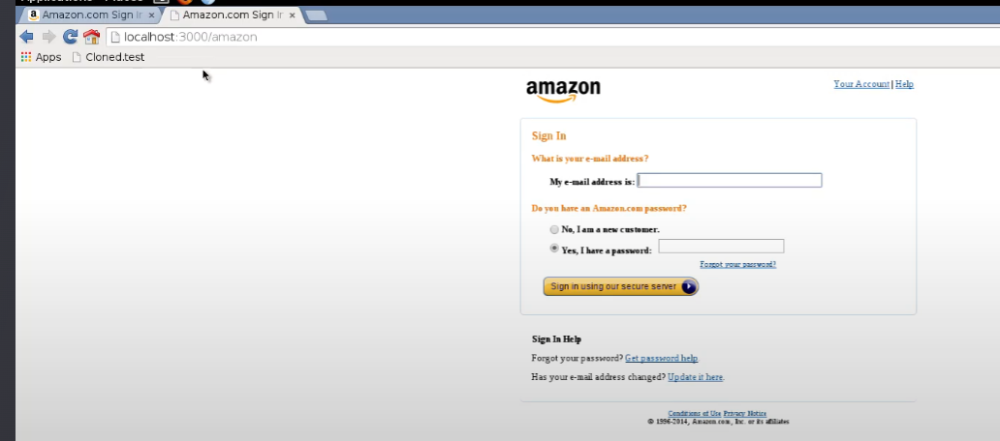 Amazon.com Sign Ir × Amazon.com Sign Ir ×
localhost:3000/amazon
Apps Cloned.test
amazon
Your Account | Help
Sign In
What is your e-mail address?
My e-mail address is:
Do you have an Amazon.com password?
No, I am a new customer.
Yes, I have a password:
Forgot your password?
Sign in using our secure server
Sign In Help
Forgot your password? Get password help.
Has your e-mail address changed? Update it here.
Conditions of Use Privacy Notice
© 1996-2014, Amazon.com, Inc. or its affiliates